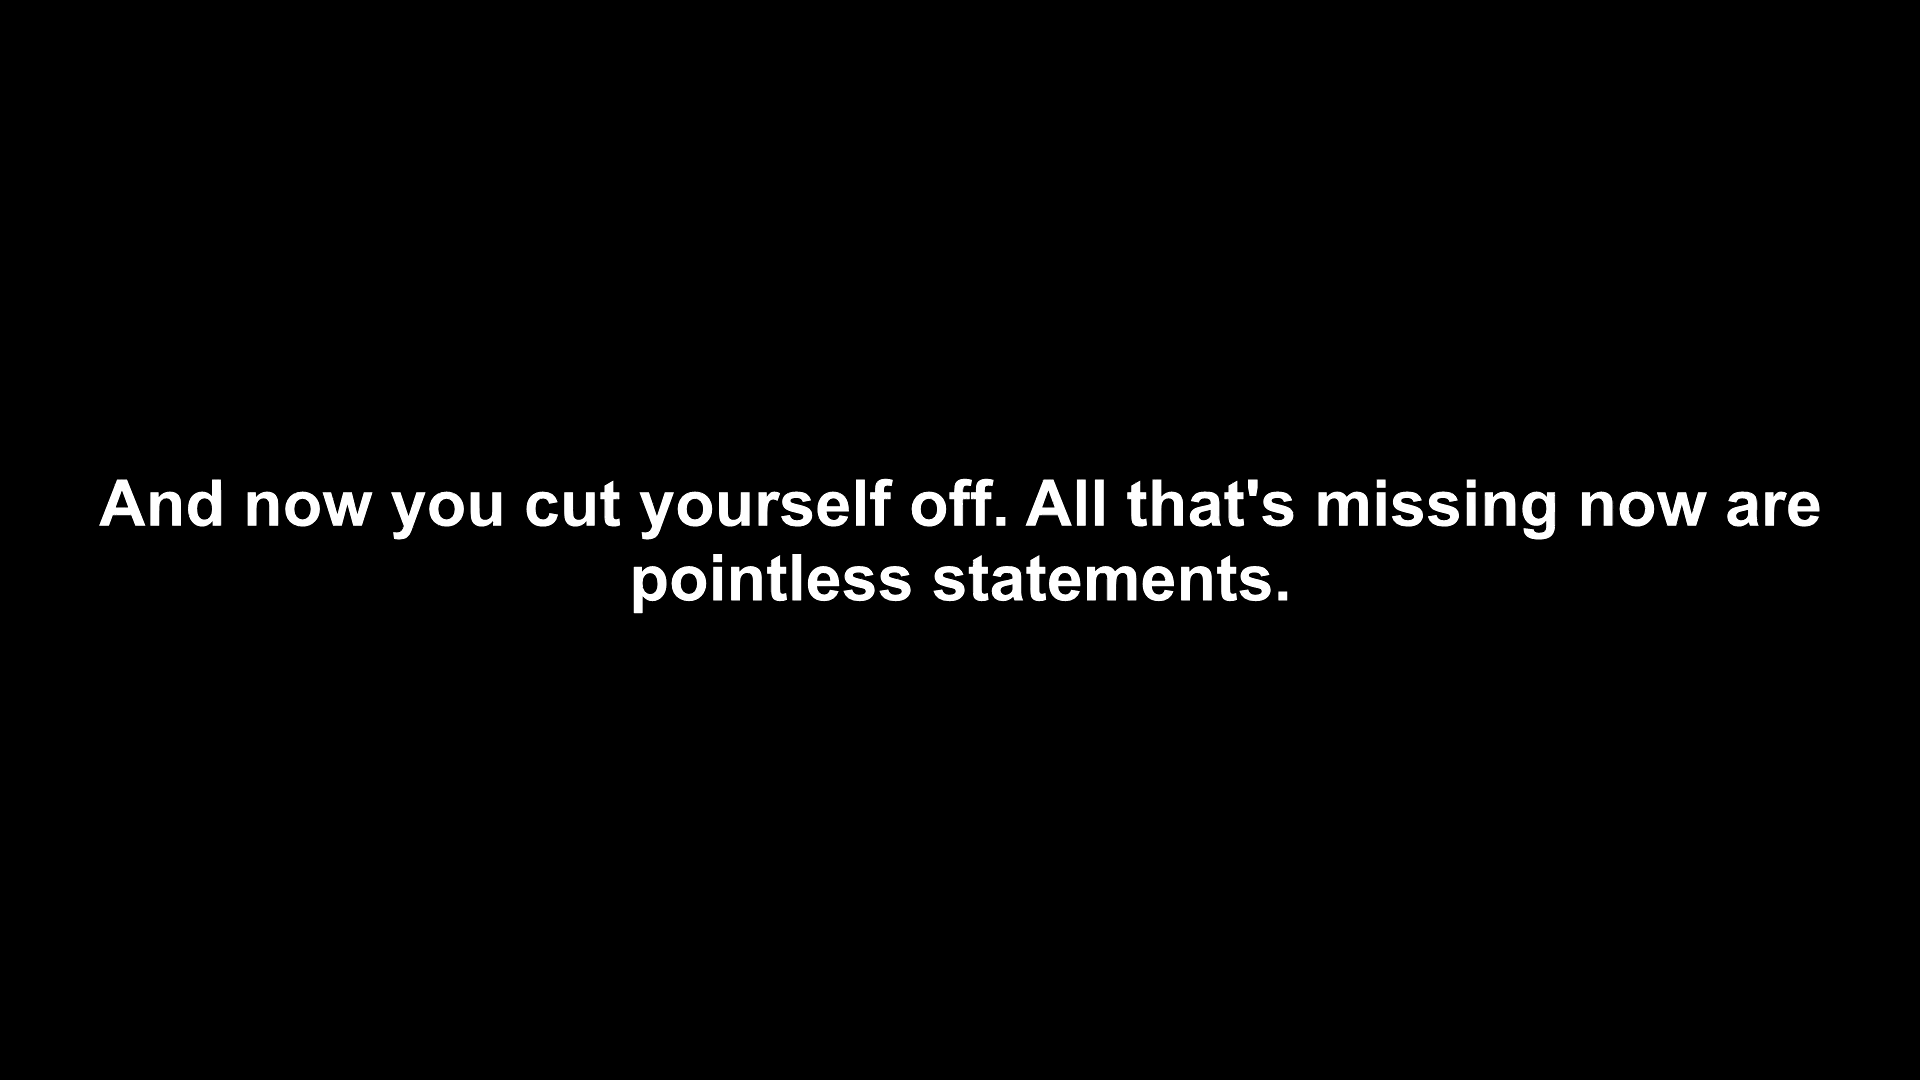 And now you cut yourself off. All that's missing now are
pointless statements.